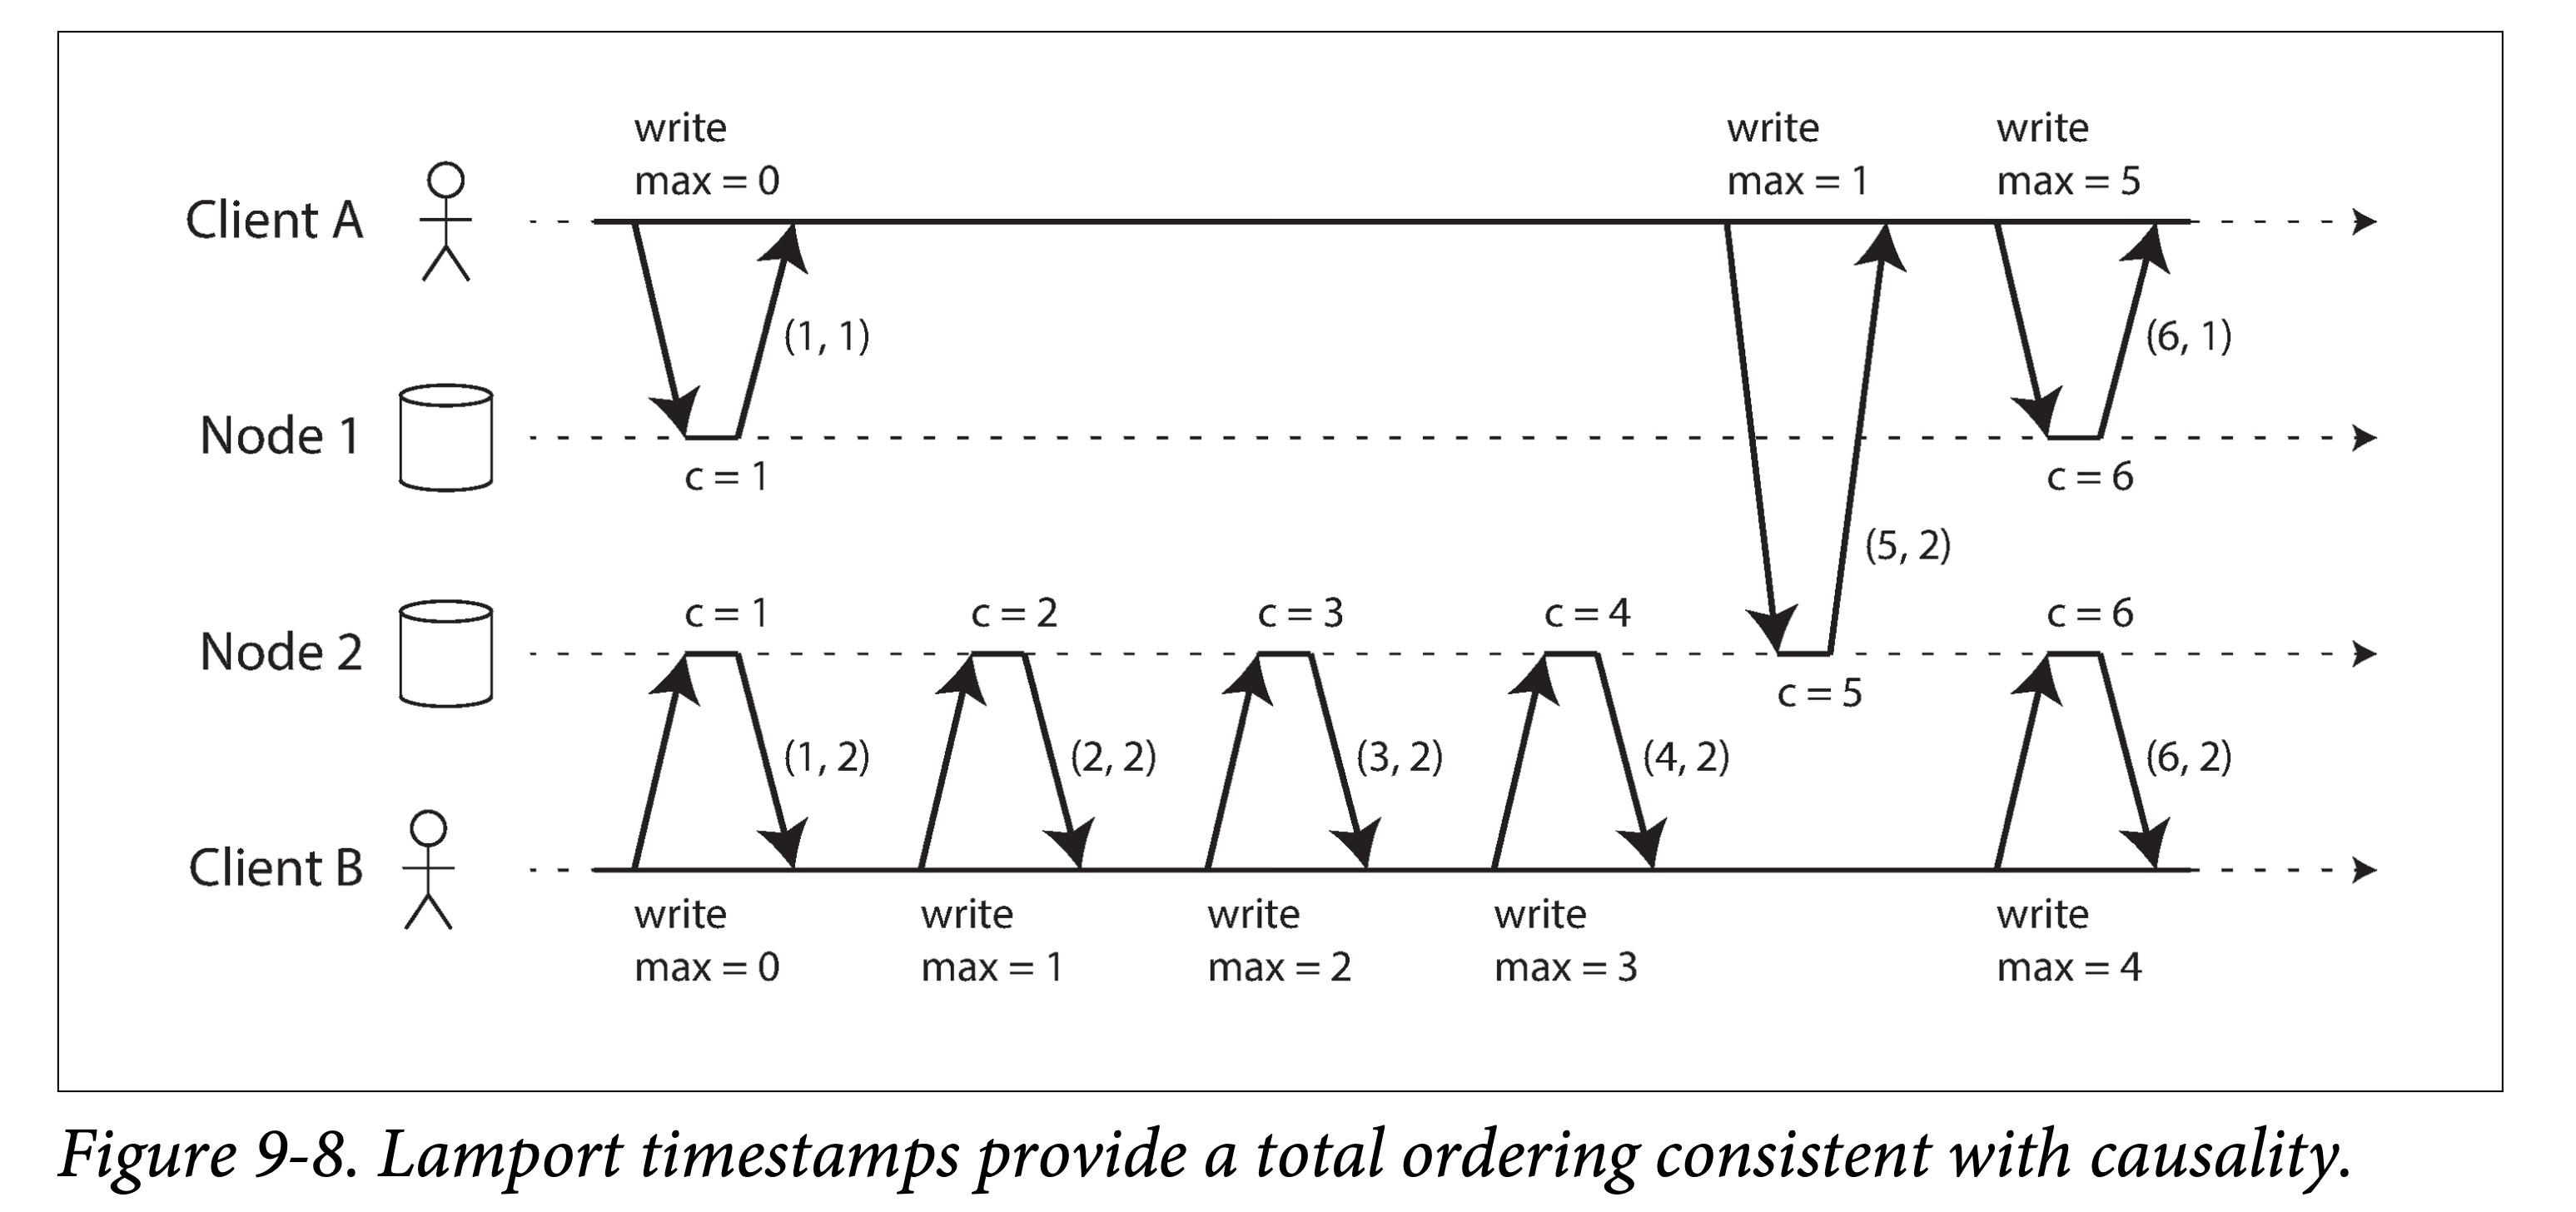 write
max = 0
write
max = 1
write
max = 5
Client A
(1, 1)
(6, 1)
Node 1
c = 1
c = 6
(5, 2)
c = 1
c = 2
c = 3
c = 4
c = 6
Node 2
c = 5
(1, 2)
(2, 2)
(3, 2)
(4, 2)
(6, 2)
Client B
write
max = 0
write
max = 1
write
max = 2
write
max = 3
write
max = 4
Figure 9-8. Lamport timestamps provide a total ordering consistent with causality.